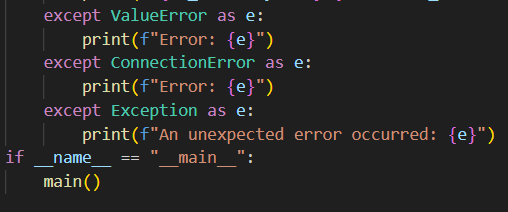 except ValueError as e:
        print(f"Error: {e}")
    except ConnectionError as e:
        print(f"Error: {e}")
    except Exception as e:
        print(f"An unexpected error occurred: {e}")
if __name__ == "__main__":
    main()